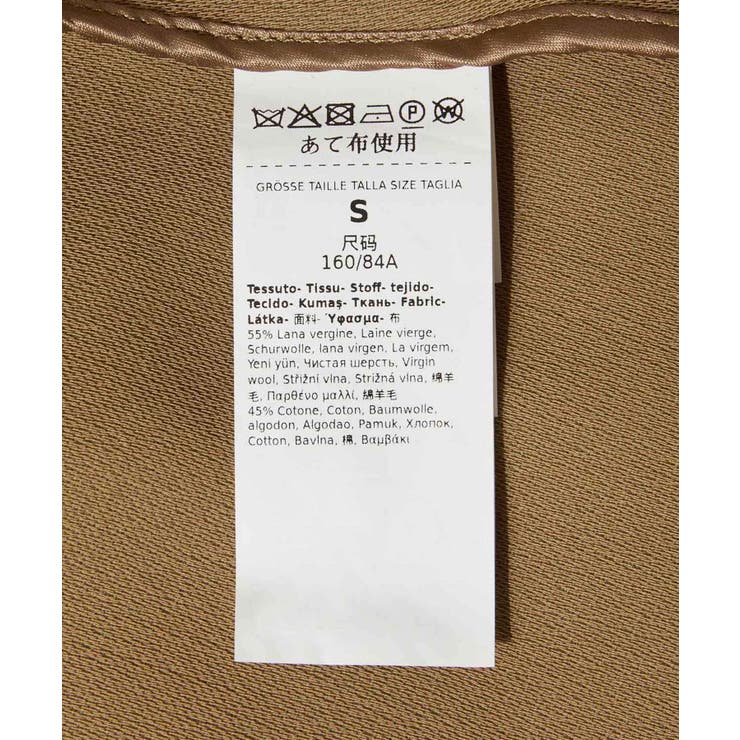 P
W
あて布使用
GRÖSSE TAILLE TALLA SIZE TAGLIA
S
尺码
160/84A
Tessuto- Tissu- Stoff- tejido-
Tecido- Kumaş- Ткань- Fabric-
Látka- 面料- Ύφασμα- 布
55% Lana vergine, Laine vierge,
Schurwolle, lana virgen, La virgem,
Yeni yün, Чистая шерсть, Virgin
wool, Střižní vlna, Strižná vlna, 绵羊
毛, Παρθένο μαλλί, 綿羊毛
45% Cotone, Coton, Baumwolle,
algodon, Algodao, Pamuk, Хлопок,
Cotton, Bavlna, 棉, Βαμβάκι